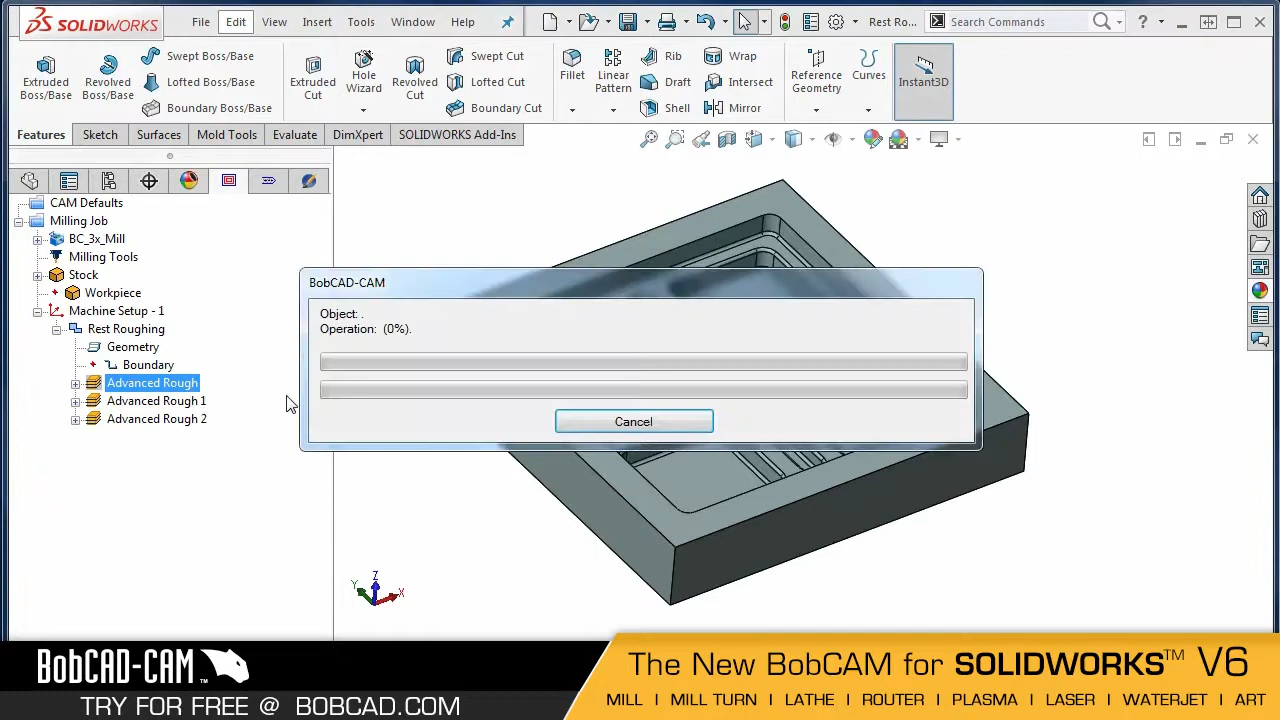 SOLIDWORKS File Edit View Insert Tools Window Help Rest Ro... Search Commands ?
Extruded Boss/Base
Revolved Boss/Base
Swept Boss/Base
Lofted Boss/Base
Boundary Boss/Base
Extruded Cut
Hole Wizard
Revolved Cut
Swept Cut
Lofted Cut
Boundary Cut
Fillet
Linear Pattern
Rib
Draft
Shell
Wrap
Intersect
Mirror
Reference Geometry
Curves
Instant3D
Features Sketch Surfaces Mold Tools Evaluate DimXpert SOLIDWORKS Add-Ins
CAM Defaults
Milling Job
BC_3x_Mill
Milling Tools
Stock
Workpiece
Machine Setup - 1
Rest Roughing
Geometry
Boundary
Advanced Rough
Advanced Rough 1
Advanced Rough 2
BobCAD-CAM
Object: .
Operation: (0%).
Cancel
Z
Y
X
BobCAD-CAM™
TRY FOR FREE @ BOBCAD.COM
The New BobCAM for SOLIDWORKS™ V6
MILL | MILL TURN | LATHE | ROUTER | PLASMA | LASER | WATERJET | ART